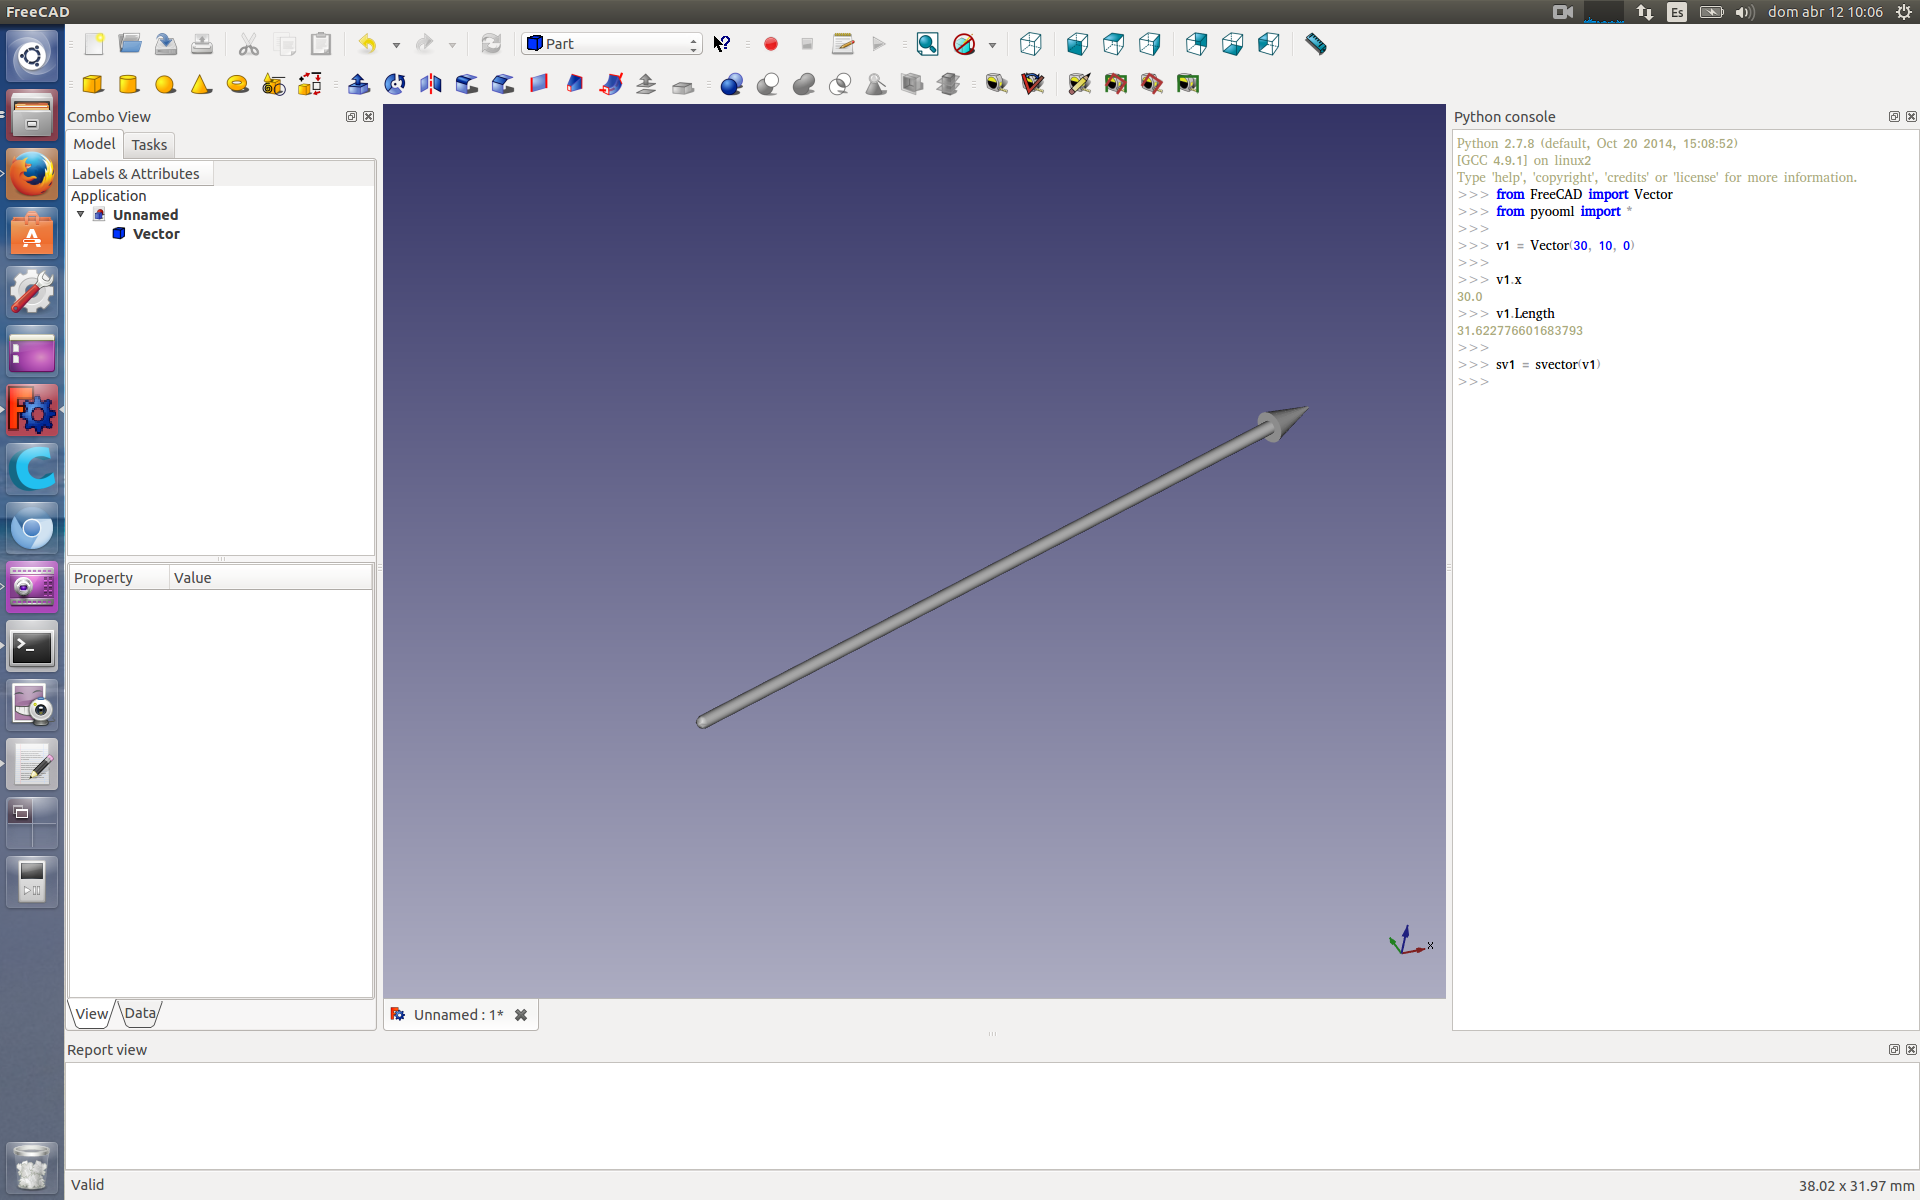 FreeCAD
Es
dom abr 12 10:06
Part
Combo View
Model
Tasks
Labels & Attributes
Application
Unnamed
Vector
Property
Value
View
Data
x
Unnamed : 1*
Python console
Python 2.7.8 (default, Oct 20 2014, 15:08:52)
[GCC 4.9.1] on linux2
Type 'help', 'copyright', 'credits' or 'license' for more information.
>>> from FreeCAD import Vector
>>> from pyooml import *
>>>
>>> v1 = Vector(30, 10, 0)
>>>
>>> v1.x
30.0
>>> v1.Length
31.622776601683793
>>>
>>> sv1 = svector(v1)
>>>
Report view
Valid
38.02 x 31.97 mm